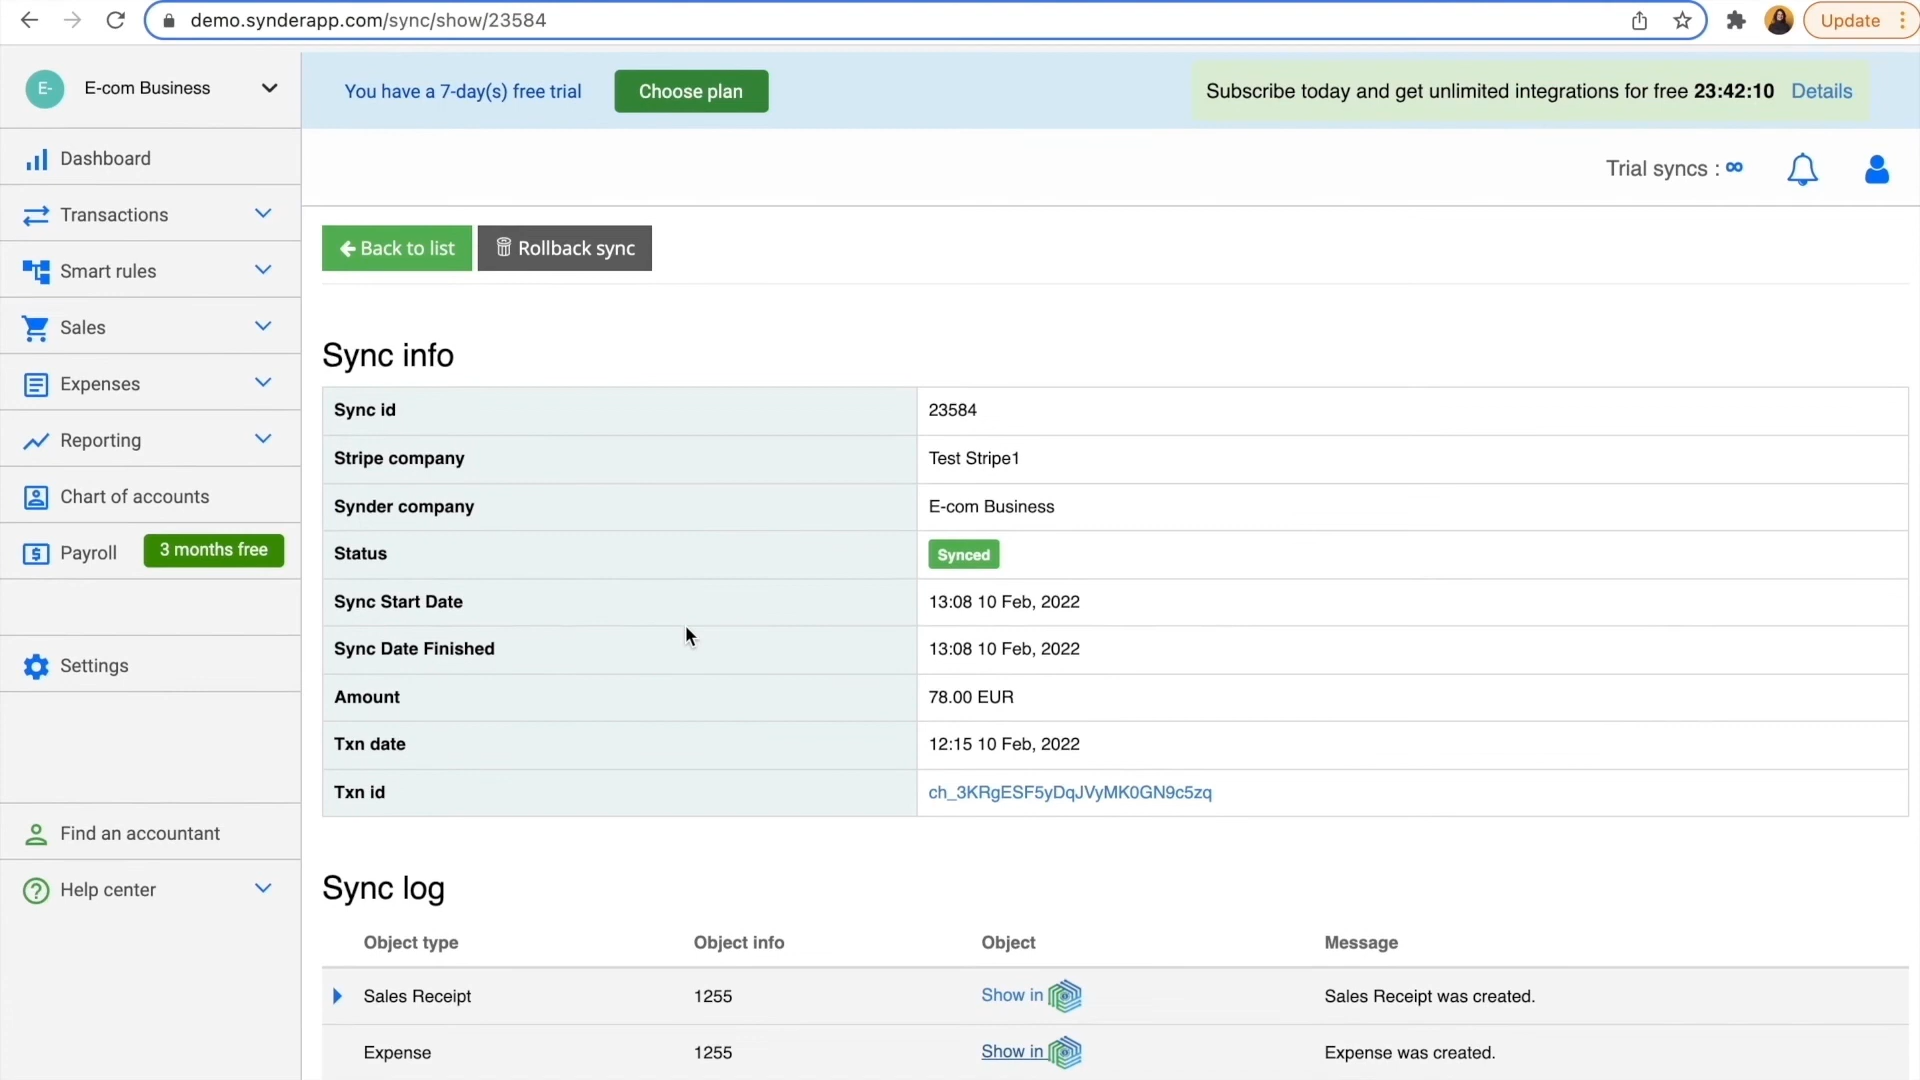 demo.synderapp.com/sync/show/23584
Update
E-
E-com Business
You have a 7-day(s) free trial
Choose plan
Subscribe today and get unlimited integrations for free 23:42:10 Details
Dashboard
Transactions
Smart rules
Sales
Expenses
Reporting
Chart of accounts
Payroll
3 months free
Settings
Find an accountant
Help center
Trial syncs : ∞
Back to list
Rollback sync
Sync info
Sync id 23584
Stripe company Test Stripe1
Synder company E-com Business
Status Synced
Sync Start Date 13:08 10 Feb, 2022
Sync Date Finished 13:08 10 Feb, 2022
Amount 78.00 EUR
Txn date 12:15 10 Feb, 2022
Txn id ch_3KRgESF5yDqJVyMK0GN9c5zq
Sync log
Object type Object info Object Message
Sales Receipt 1255 Show in Sales Receipt was created.
Expense 1255 Show in Expense was created.